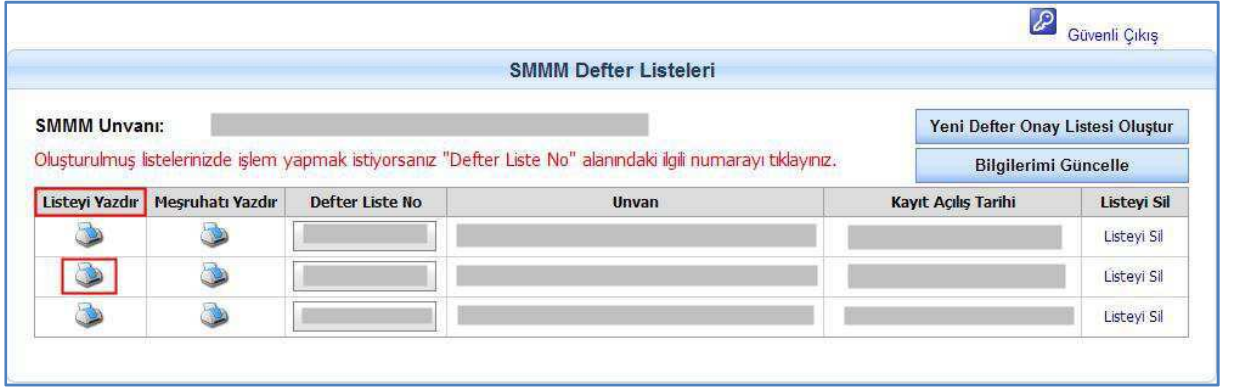 Güvenli Çıkış
SMMM Defter Listeleri
SMMM Unvanı:
Yeni Defter Onay Listesi Oluştur
Oluşturulmuş listelerinizde işlem yapmak istiyorsanız "Defter Liste No" alanındaki ilgili numarayı tıklayınız.
Bilgilerimi Güncelle
Listeyi Yazdır Meşruhatı Yazdır Defter Liste No Unvan Kayıt Açılış Tarihi Listeyi Sil
Listeyi Sil
Listeyi Sil
Listeyi Sil